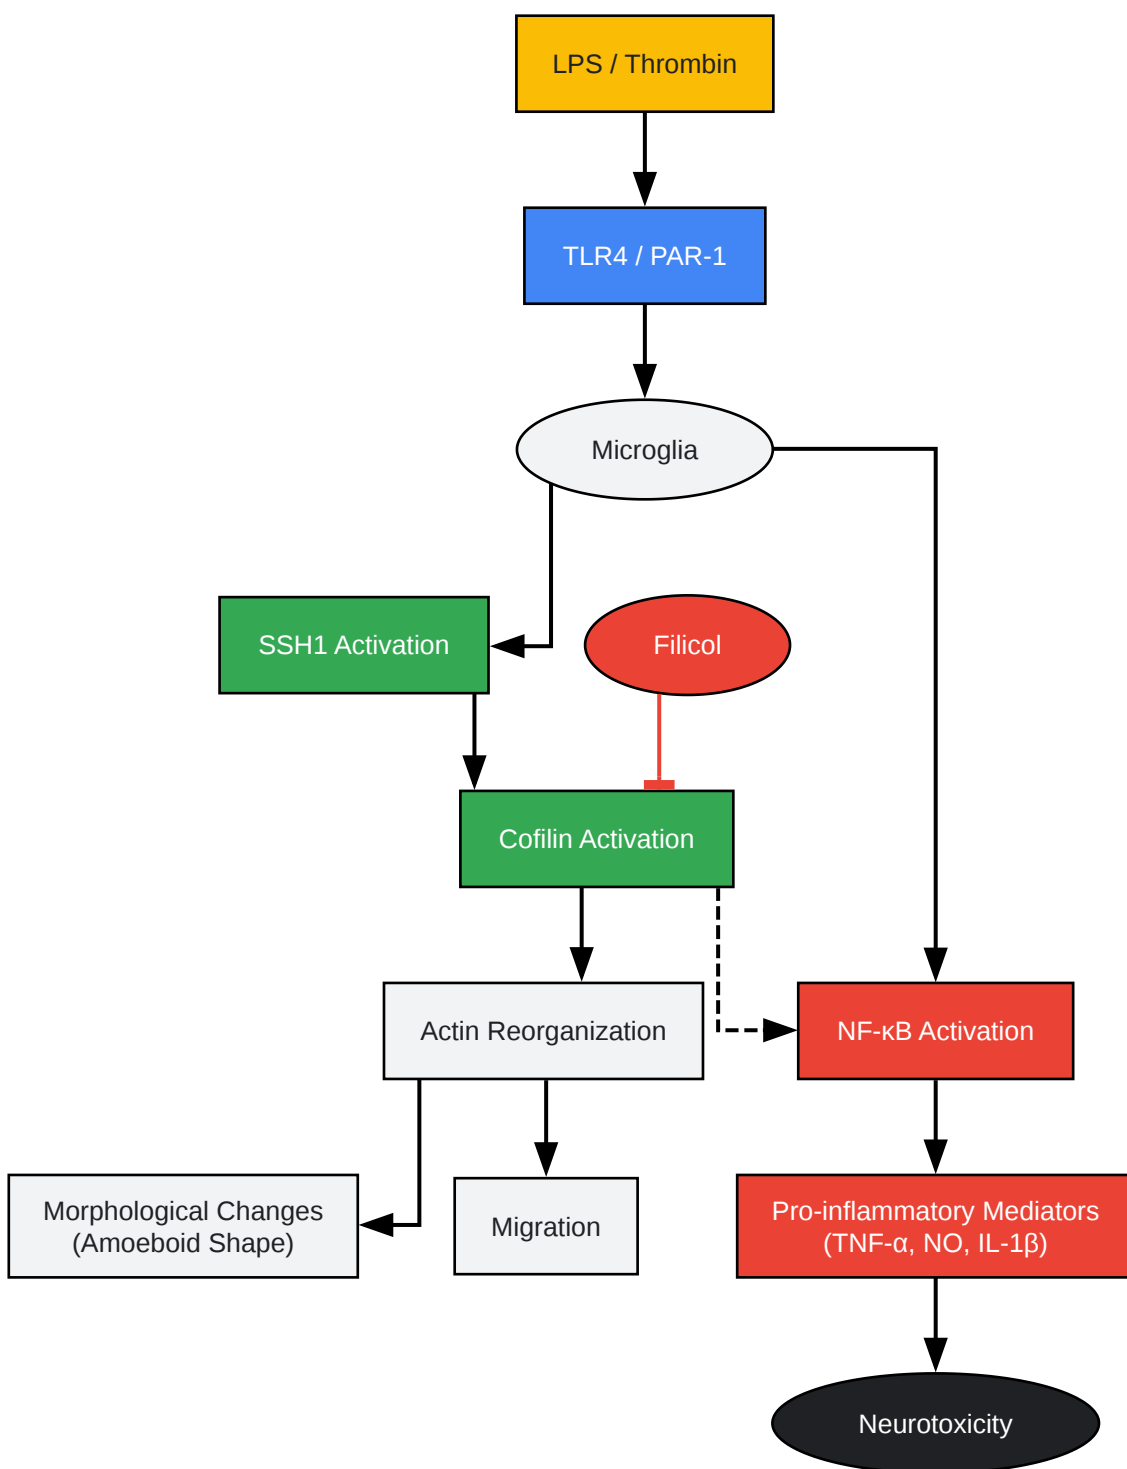 LPS / Thrombin
TLR4 / PAR-1
Microglia
SSH1 Activation
Filicol
Cofilin Activation
Actin Reorganization
NF-κB Activation
Morphological Changes
(Amoeboid Shape)
Migration
Pro-inflammatory Mediators
(TNF-α, NO, IL-1β)
Neurotoxicity